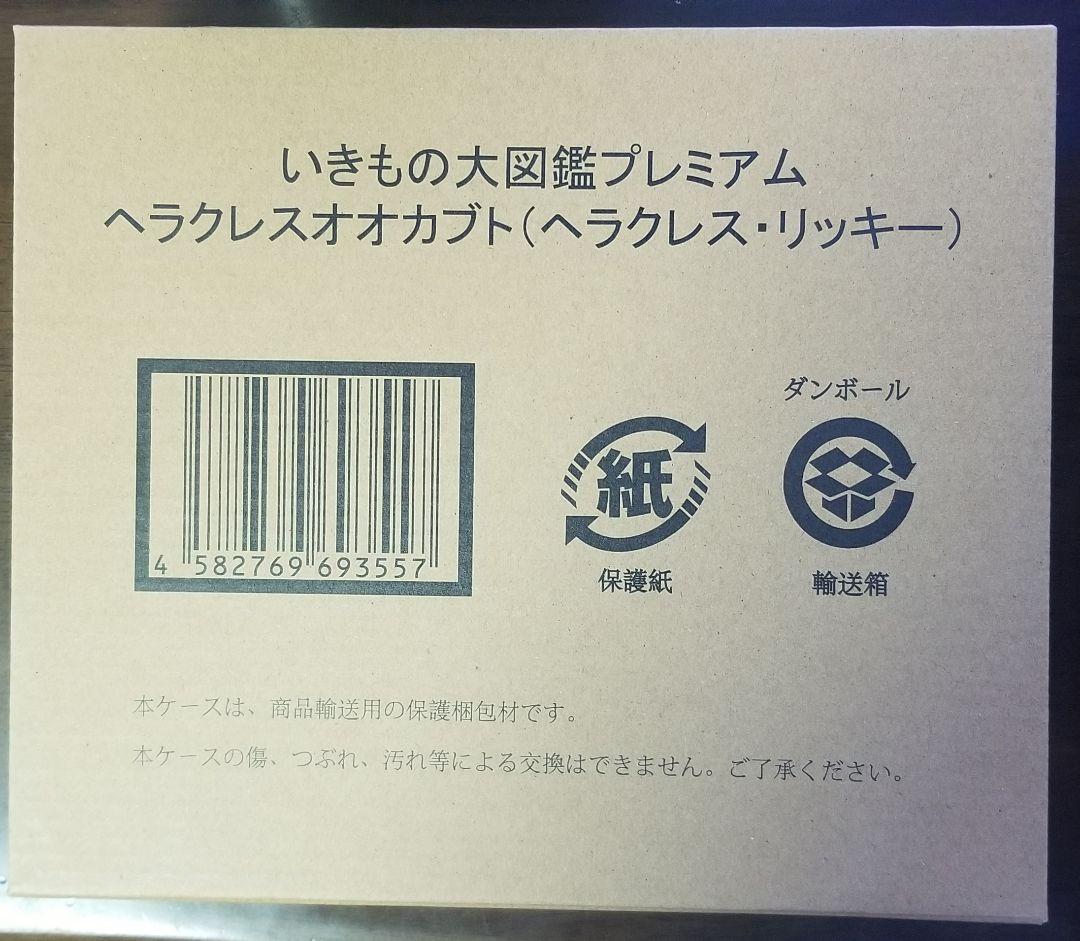 いきもの大図鑑プレミアム
ヘラクレスオオカブト(ヘラクレス・リッキー)
ダンボール
紙
4 582769 693557
保護紙
輸送箱
本ケースは、商品輸送用の保護梱包材です。
本ケースの傷、つぶれ、汚れ等による交換はできません。ご了承ください。